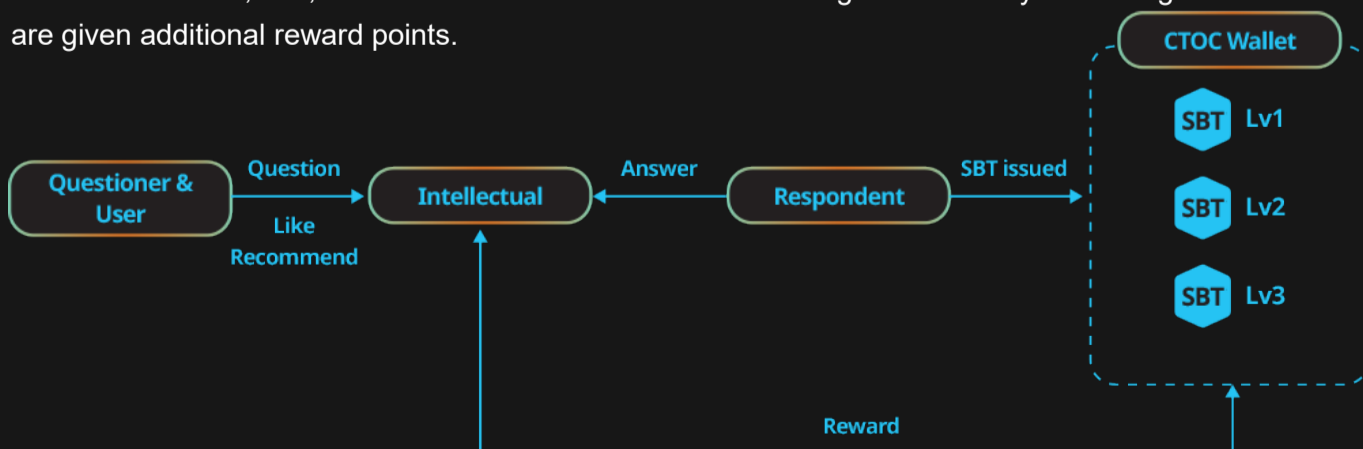 are given additional reward points.
CTOC Wallet
SBT Lv1
Questioner &
User
Question
Like
Recommend
Intellectual
Answer
Respondent
SBT issued
SBT Lv2
SBT Lv3
Reward